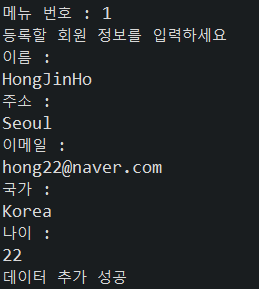 메뉴 번호 : 1
등록할 회원 정보를 입력하세요
이름 :
HongJinHo
주소 :
Seoul
이메일 :
hong22@naver.com
국가 :
Korea
나이 :
22
데이터 추가 성공